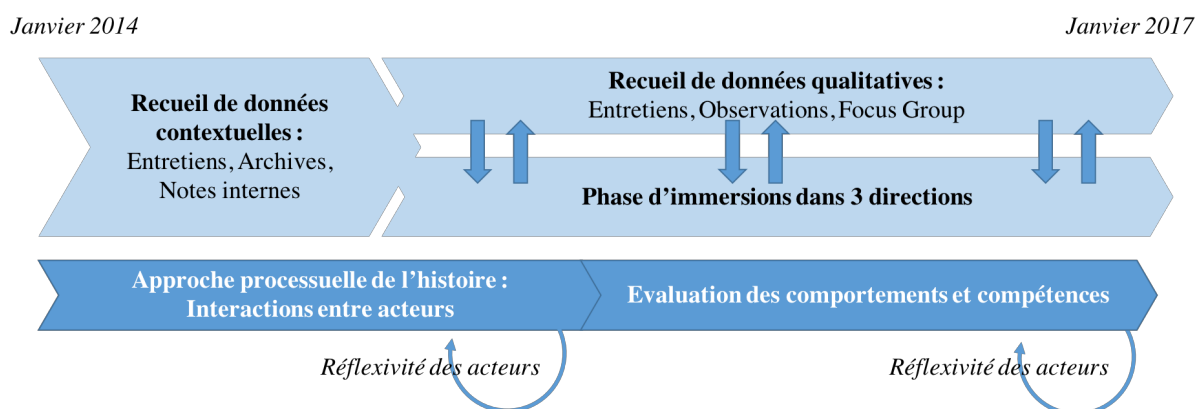 Janvier 2014
Janvier 2017
Recueil de données
contextuelles :
Entretiens, Archives,
Notes internes
Recueil de données qualitatives :
Entretiens, Observations, Focus Group
Phase d’immersions dans 3 directions
Approche processuelle de l’histoire :
Interactions entre acteurs
Evaluation des comportements et compétences
Réflexivité des acteurs
Réflexivité des acteurs